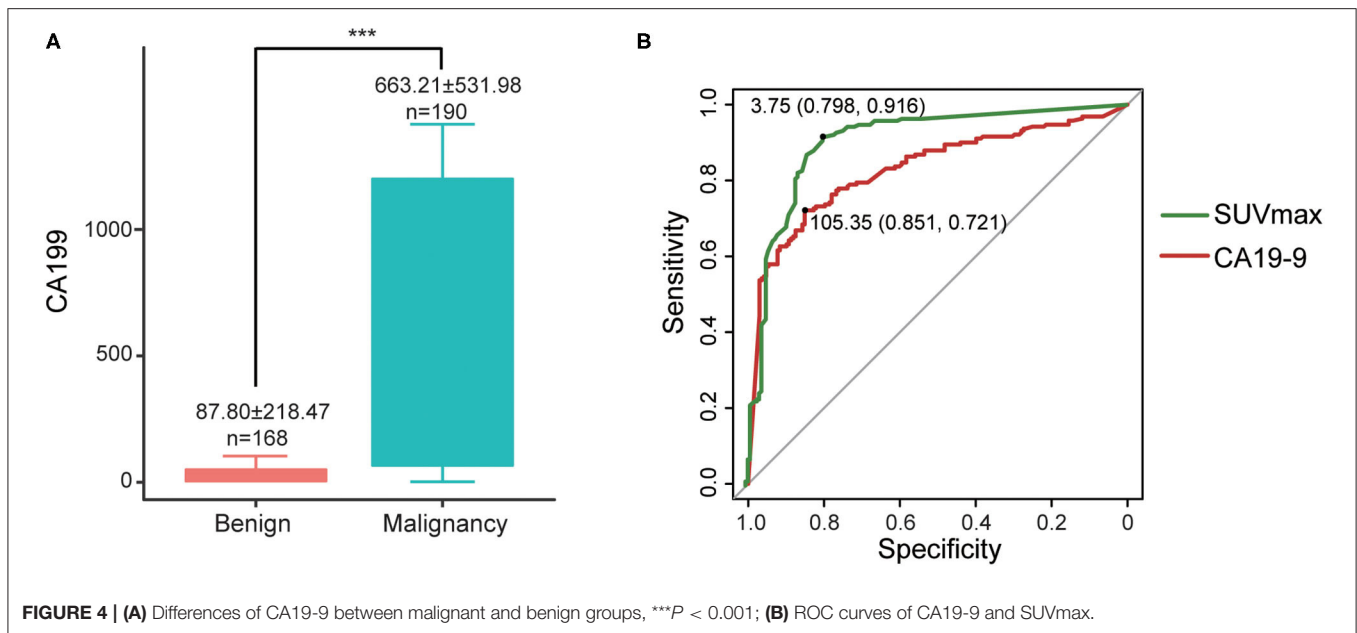 A
***
663.21±531.98
n=190
CA199
1000
500
0
87.80±218.47
n=168
Benign
Malignancy
B
Sensitivity
1.0
0.8
0.6
0.4
0.2
0.0
3.75 (0.798, 0.916)
105.35 (0.851, 0.721)
1.0 0.8 0.6 0.4 0.2 0
Specificity
SUVmax
CA19-9
FIGURE 4 | (A) Differences of CA19-9 between malignant and benign groups, ***P < 0.001; (B) ROC curves of CA19-9 and SUVmax.